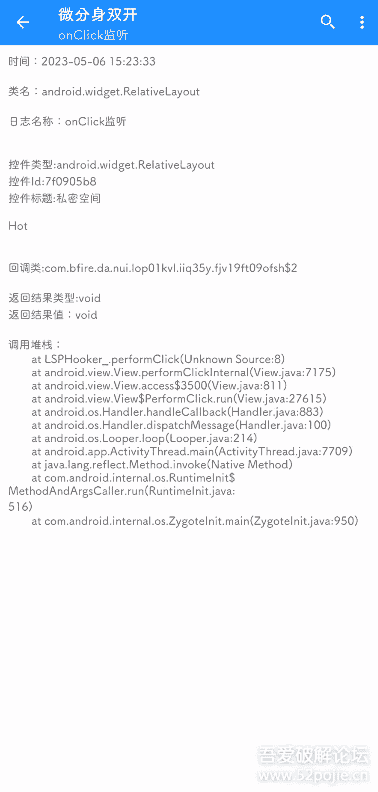 微分身双开
onClick监听
时间：2023-05-06 15:23:33
类名：android.widget.RelativeLayout
日志名称：onClick监听
控件类型:android.widget.RelativeLayout
控件Id:7f0905b8
控件标题:私密空间
Hot
回调类:com.bfire.da.nui.lop01kvl.iiq35y.fjv19ft09ofsh$2
返回结果类型:void
返回结果值：void
调用堆栈：
at LSPHooker_.performClick(Unknown Source:8)
at android.view.View.performClickInternal(View.java:7175)
at android.view.View.access$3500(View.java:811)
at android.view.View$PerformClick.run(View.java:27615)
at android.os.Handler.handleCallback(Handler.java:883)
at android.os.Handler.dispatchMessage(Handler.java:100)
at android.os.Looper.loop(Looper.java:214)
at android.app.ActivityThread.main(ActivityThread.java:7709)
at java.lang.reflect.Method.invoke(Native Method)
at com.android.internal.os.RuntimeInit$
MethodAndArgsCaller.run(RuntimeInit.java:
516)
at com.android.internal.os.ZygoteInit.main(ZygoteInit.java:950)
吾爱破解论坛
www.52pojie.cn